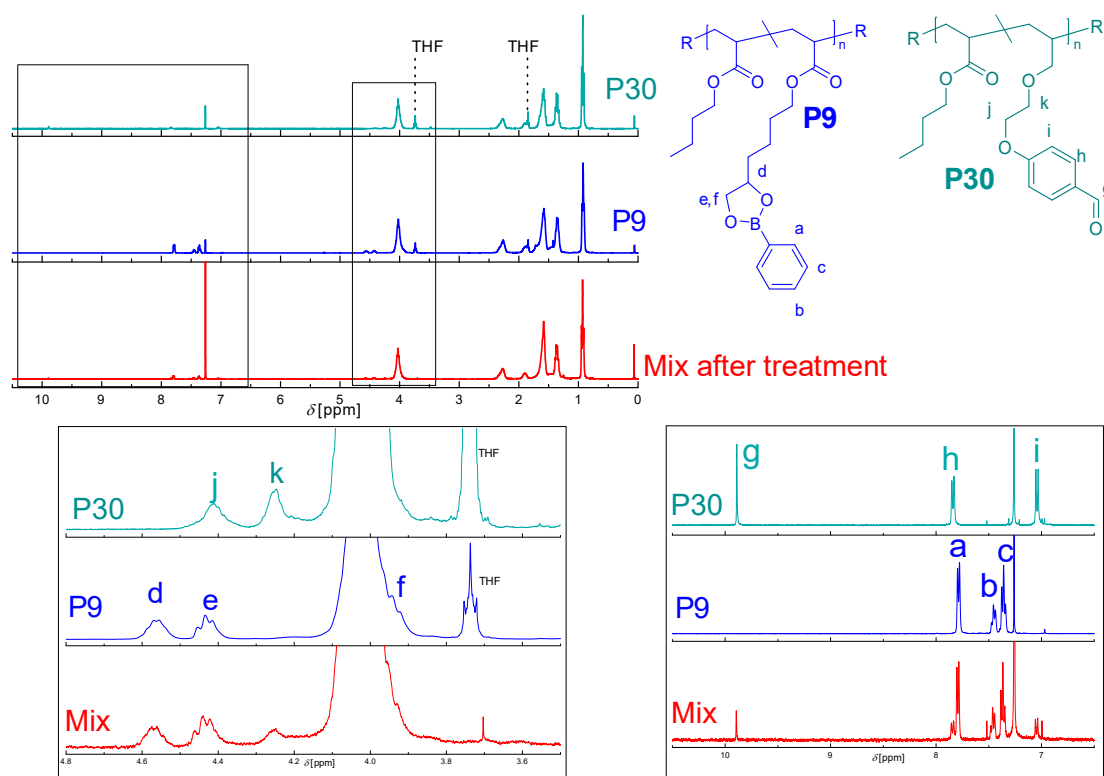 THF
THF
P30
P9
Mix after treatment
10
9
8
7
6
5
4
3
2
1
0
δ[ppm]
R
R
n
O
O
O
O
P9
d
e,f
O
O
B
a
c
b
R
R
n
O
O
O
k
j
O
i
h
P30
g
O
P30
j
k
THF
P9
d
e
f
THF
Mix
4.8
4.6
4.4
4.2
4.0
3.8
3.6
δ[ppm]
P30
g
h
i
P9
a
b
c
Mix
10
9
8
7
δ[ppm]